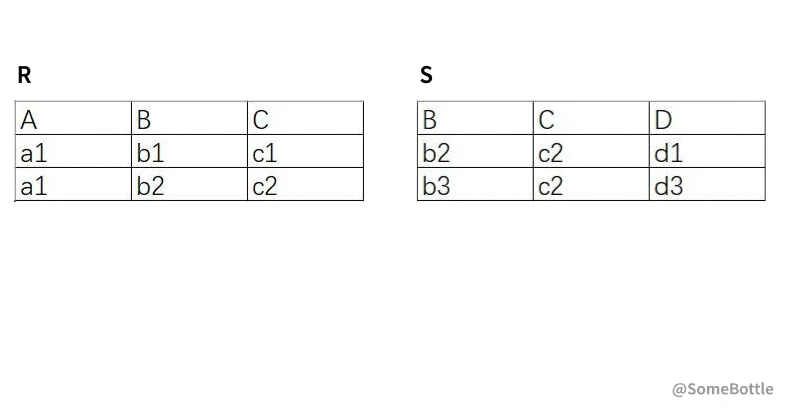 R
S
A B C
a1 b1 c1
a1 b2 c2
B C D
b2 c2 d1
b3 c2 d3
@SomeBottle